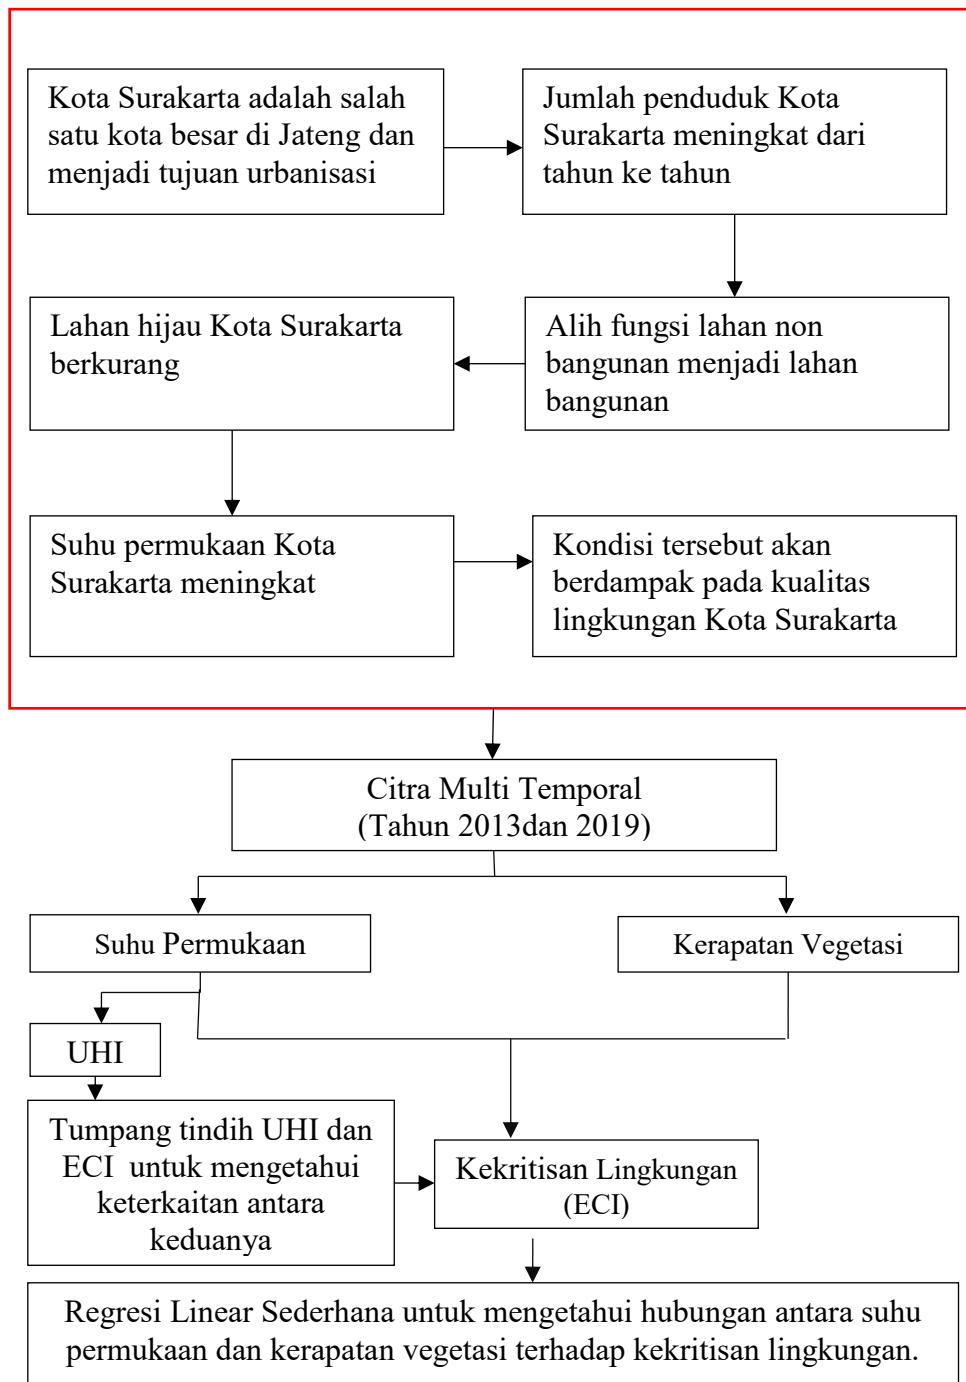 Kota Surakarta adalah salah
satu kota besar di Jateng dan
menjadi tujuan urbanisasi
Jumlah penduduk Kota
Surakarta meningkat dari
tahun ke tahun
Alih fungsi lahan non
bangunan menjadi lahan
bangunan
Lahan hijau Kota Surakarta
berkurang
Suhu permukaan Kota
Surakarta meningkat
Kondisi tersebut akan
berdampak pada kualitas
lingkungan Kota Surakarta
Citra Multi Temporal
(Tahun 2013dan 2019)
Suhu Permukaan
Kerapatan Vegetasi
UHI
Tumpang tindih UHI dan
ECI  untuk mengetahui
keterkaitan antara
keduanya
Kekritisan Lingkungan
(ECI)
Regresi Linear Sederhana untuk mengetahui hubungan antara suhu
permukaan dan kerapatan vegetasi terhadap kekritisan lingkungan.